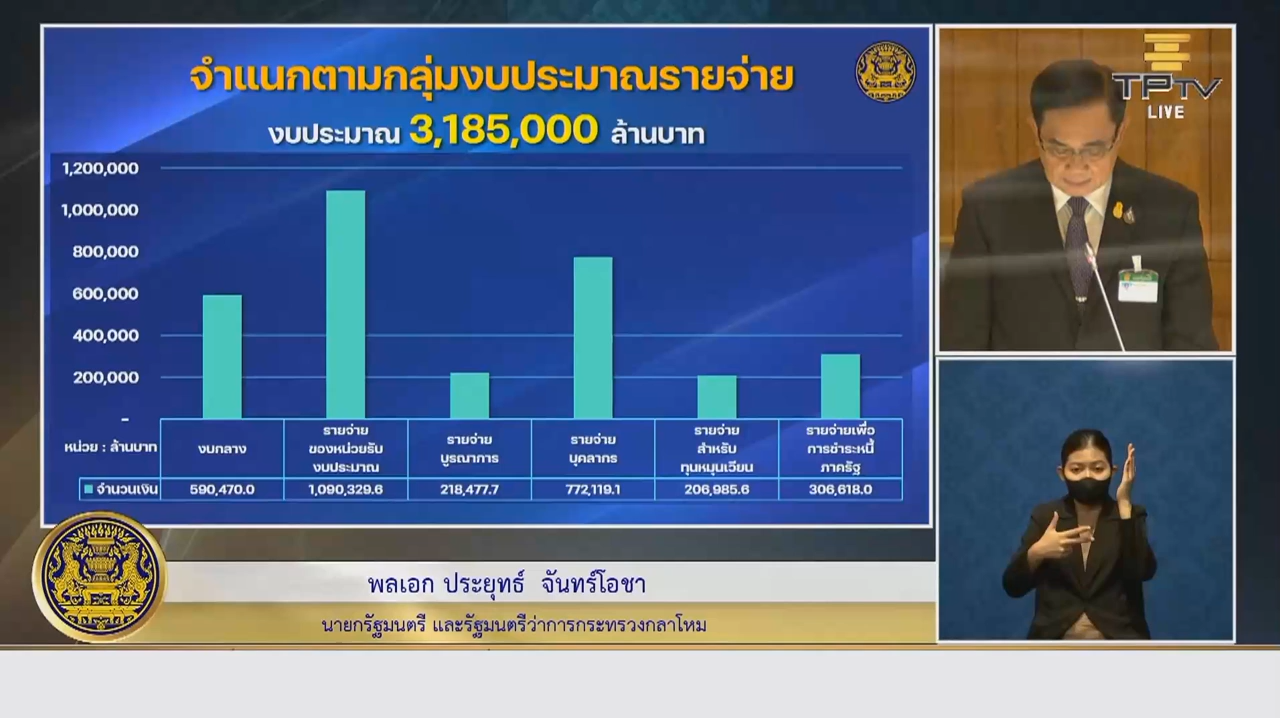 จำแนกตามกลุ่มงบประมาณรายจ่าย
งบประมาณ 3,185,000 ล้านบาท
1,200,000
1,000,000
800,000
600,000
400,000
200,000
-
หน่วย : ล้านบาท
งบกลาง
รายจ่าย
ของหน่วยรับ
งบประมาณ
รายจ่าย
บูรณาการ
รายจ่าย
บุคลากร
รายจ่าย
สำหรับ
ทุนหมุนเวียน
รายจ่ายเพื่อ
การชำระหนี้
ภาครัฐ
จำนวนเงิน 590,470.0 1,090,329.6 218,477.7 772,119.1 206,985.6 306,618.0
TPTV
LIVE
พลเอก ประยุทธ์ จันทร์โอชา
นายกรัฐมนตรี และรัฐมนตรีว่าการกระทรวงกลาโหม